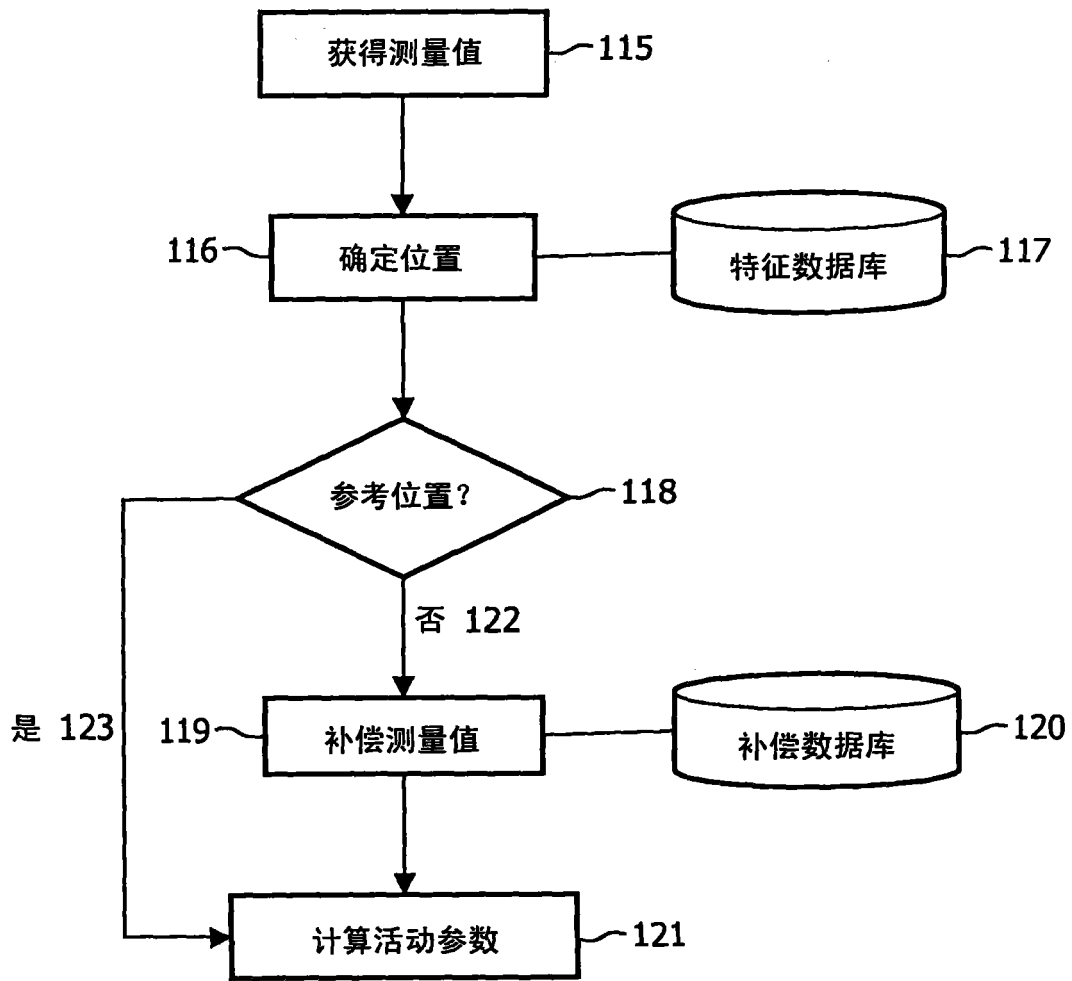 获得测量值
115
116
确定位置
特征数据库
117
参考位置?
118
否 122
是 123
119
补偿测量值
补偿数据库
120
计算活动参数
121